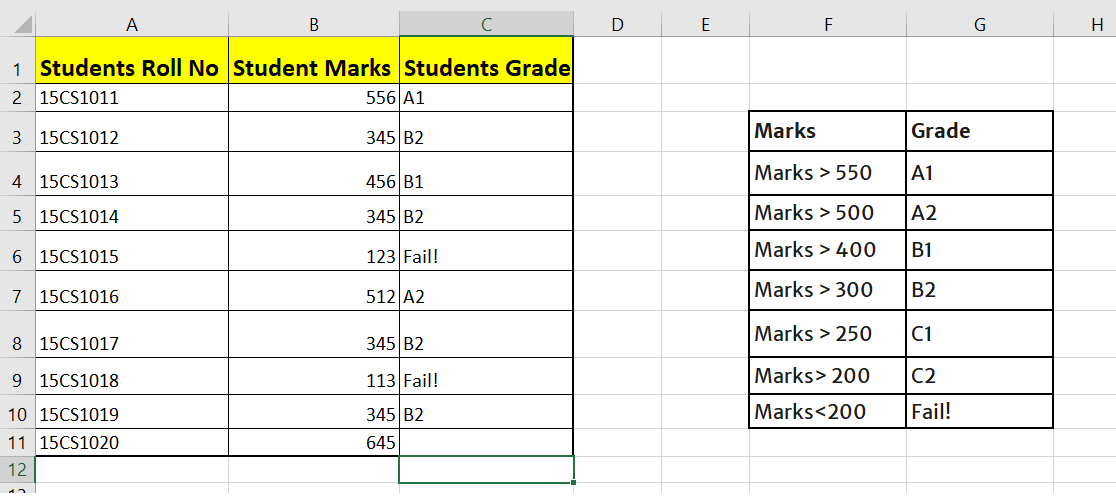 A B C D E F G H
1 Students Roll No Student Marks Students Grade
2 15CS1011 556 A1
3 15CS1012 345 B2 Marks Grade
4 15CS1013 456 B1 Marks > 550 A1
5 15CS1014 345 B2 Marks > 500 A2
6 15CS1015 123 Fail! Marks > 400 B1
7 15CS1016 512 A2 Marks > 300 B2
8 15CS1017 345 B2 Marks > 250 C1
9 15CS1018 113 Fail! Marks> 200 C2
10 15CS1019 345 B2 Marks<200 Fail!
11 15CS1020 645
12